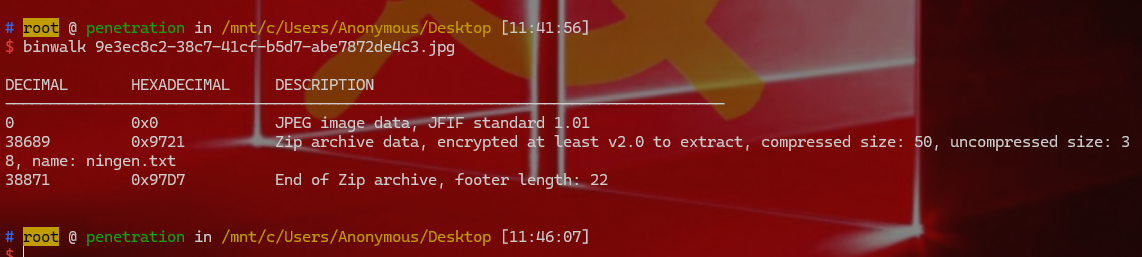 # root @ penetration in /mnt/c/Users/Anonymous/Desktop [11:41:56]
$ binwalk 9e3ec8c2-38c7-41cf-b5d7-abe7872de4c3.jpg
DECIMAL       HEXADECIMAL     DESCRIPTION
--------------------------------------------------------------------------------
0             0x0             JPEG image data, JFIF standard 1.01
38689         0x9721          Zip archive data, encrypted at least v2.0 to extract, compressed size: 50, uncompressed size: 3
8, name: ningen.txt
38871         0x97D7          End of Zip archive, footer length: 22
# root @ penetration in /mnt/c/Users/Anonymous/Desktop [11:46:07]
$